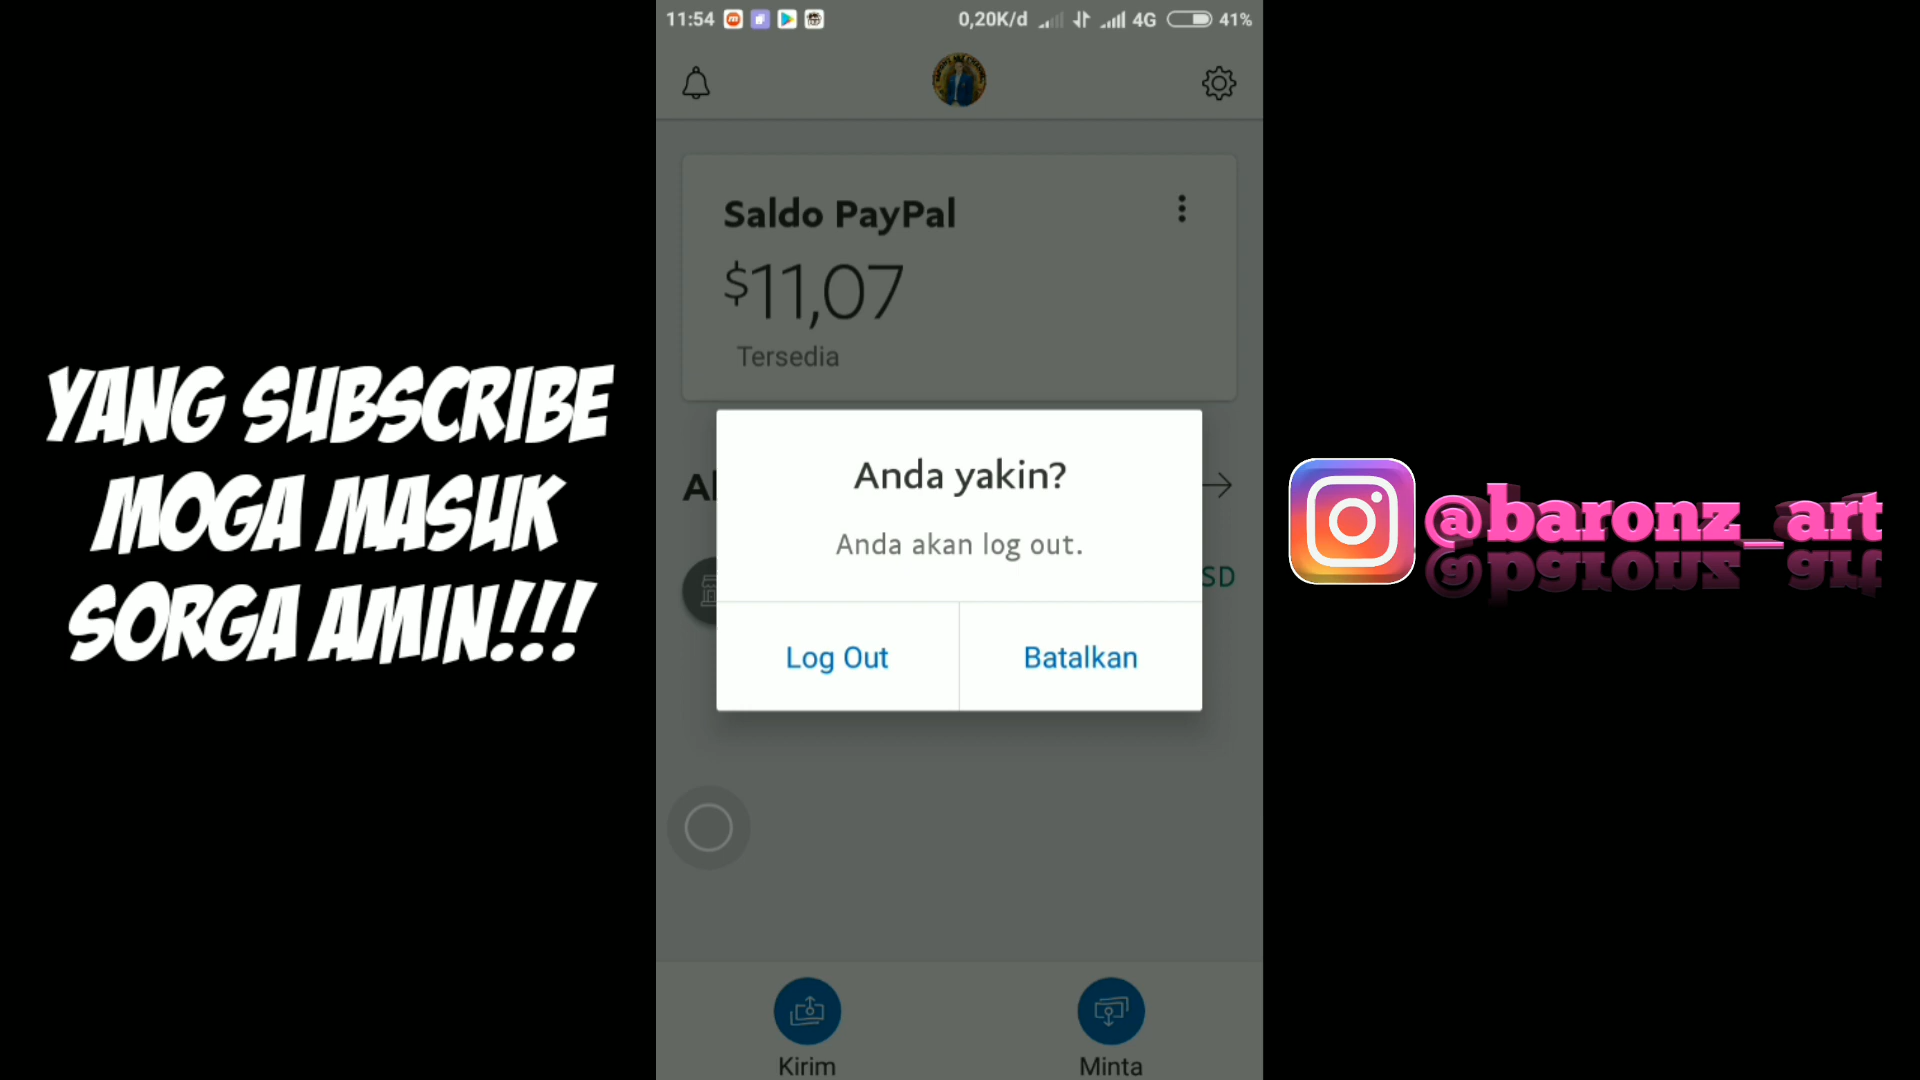 11:54
0,20K/d
4G
41%
Saldo PayPal
$11,07
Tersedia
Anda yakin?
Anda akan log out.
SD
Log Out
Batalkan
Kirim
Minta
YANG SUBSCRIBE
MOGA MASUK
SORGA AMIN!!!
@baronz_art